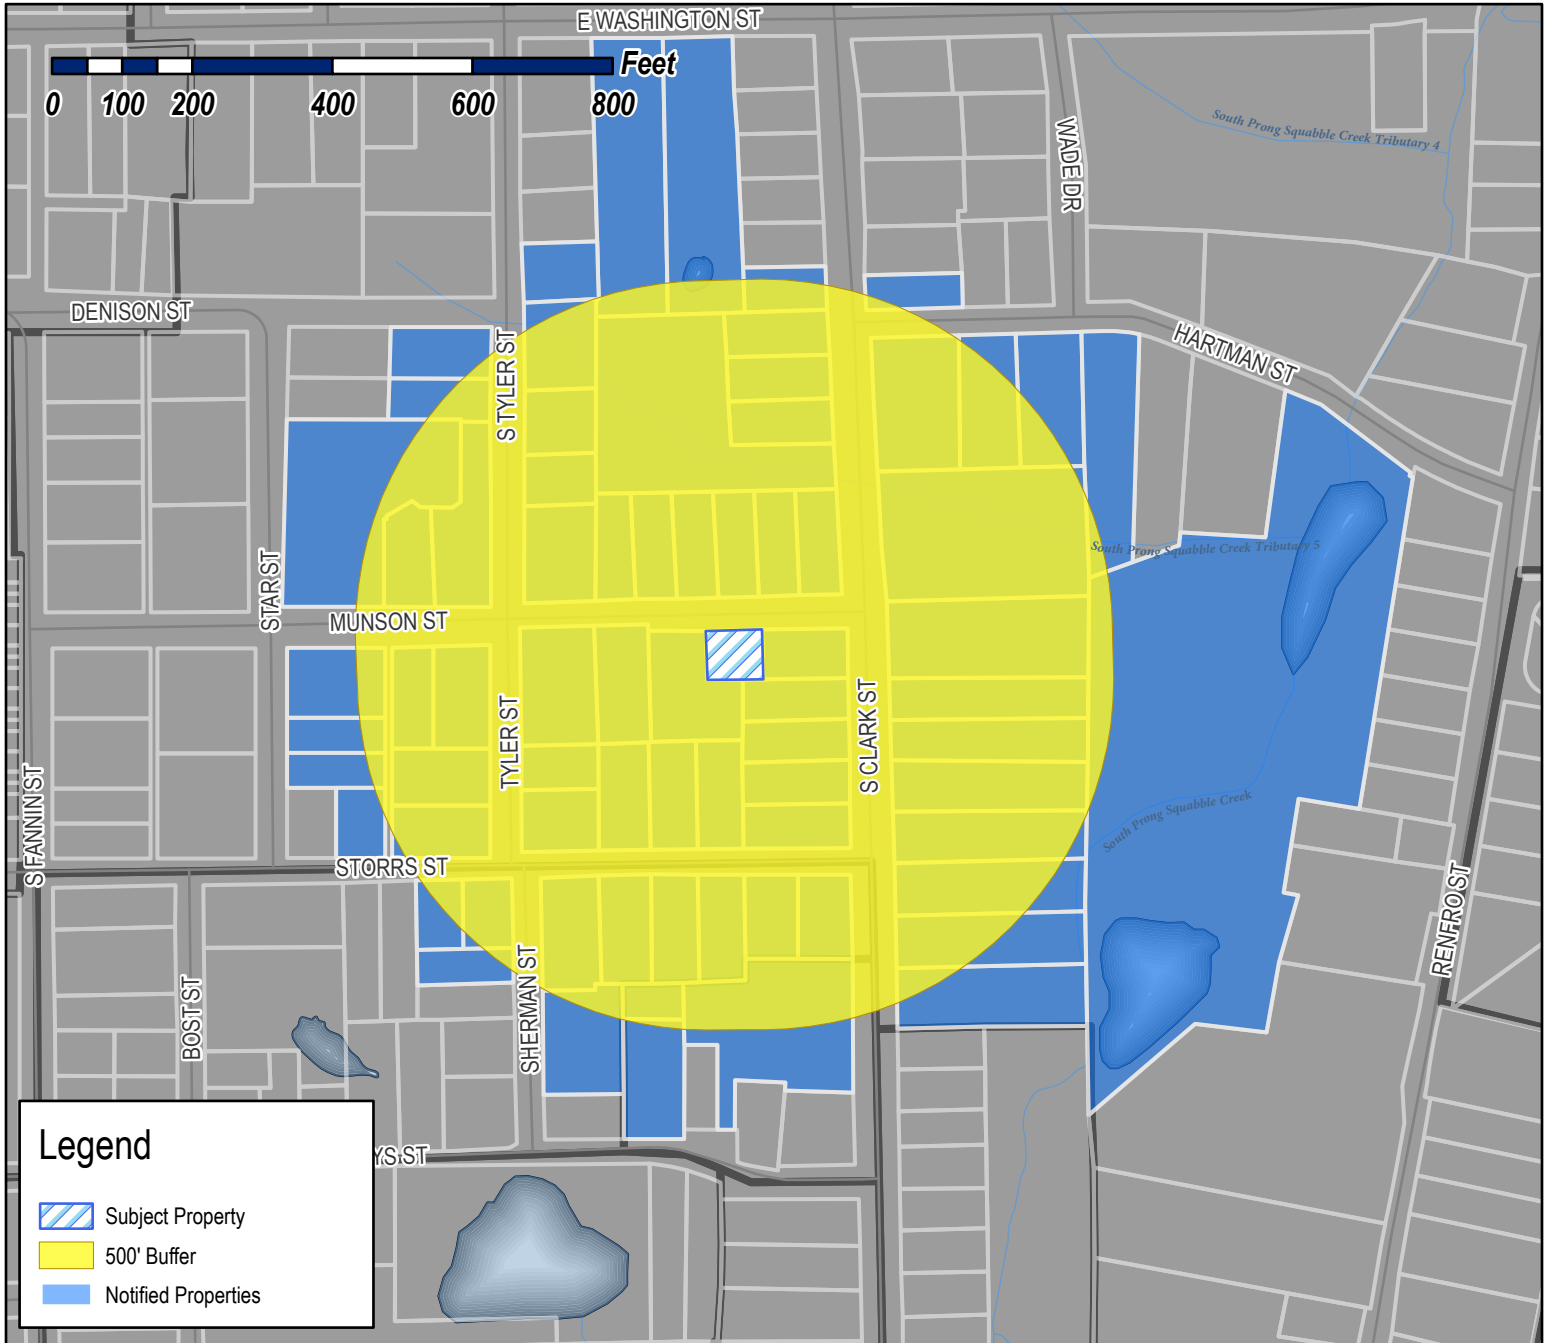 E WASHINGTON ST
Feet
0 100 200 400 600 800
South Prong Squabble Creek Tributary 4
WADE DR
DENISON ST
S TYLER ST
HARTMAN ST
South Prong Squabble Creek Tributary 5
STAR ST
MUNSON ST
TYLER ST
S CLARK ST
S FANNIN ST
South Prong Squabble Creek
STORRS ST
RENFRO ST
SHERMAN ST
BOST ST
YS ST
Legend
Subject Property
500' Buffer
Notified Properties